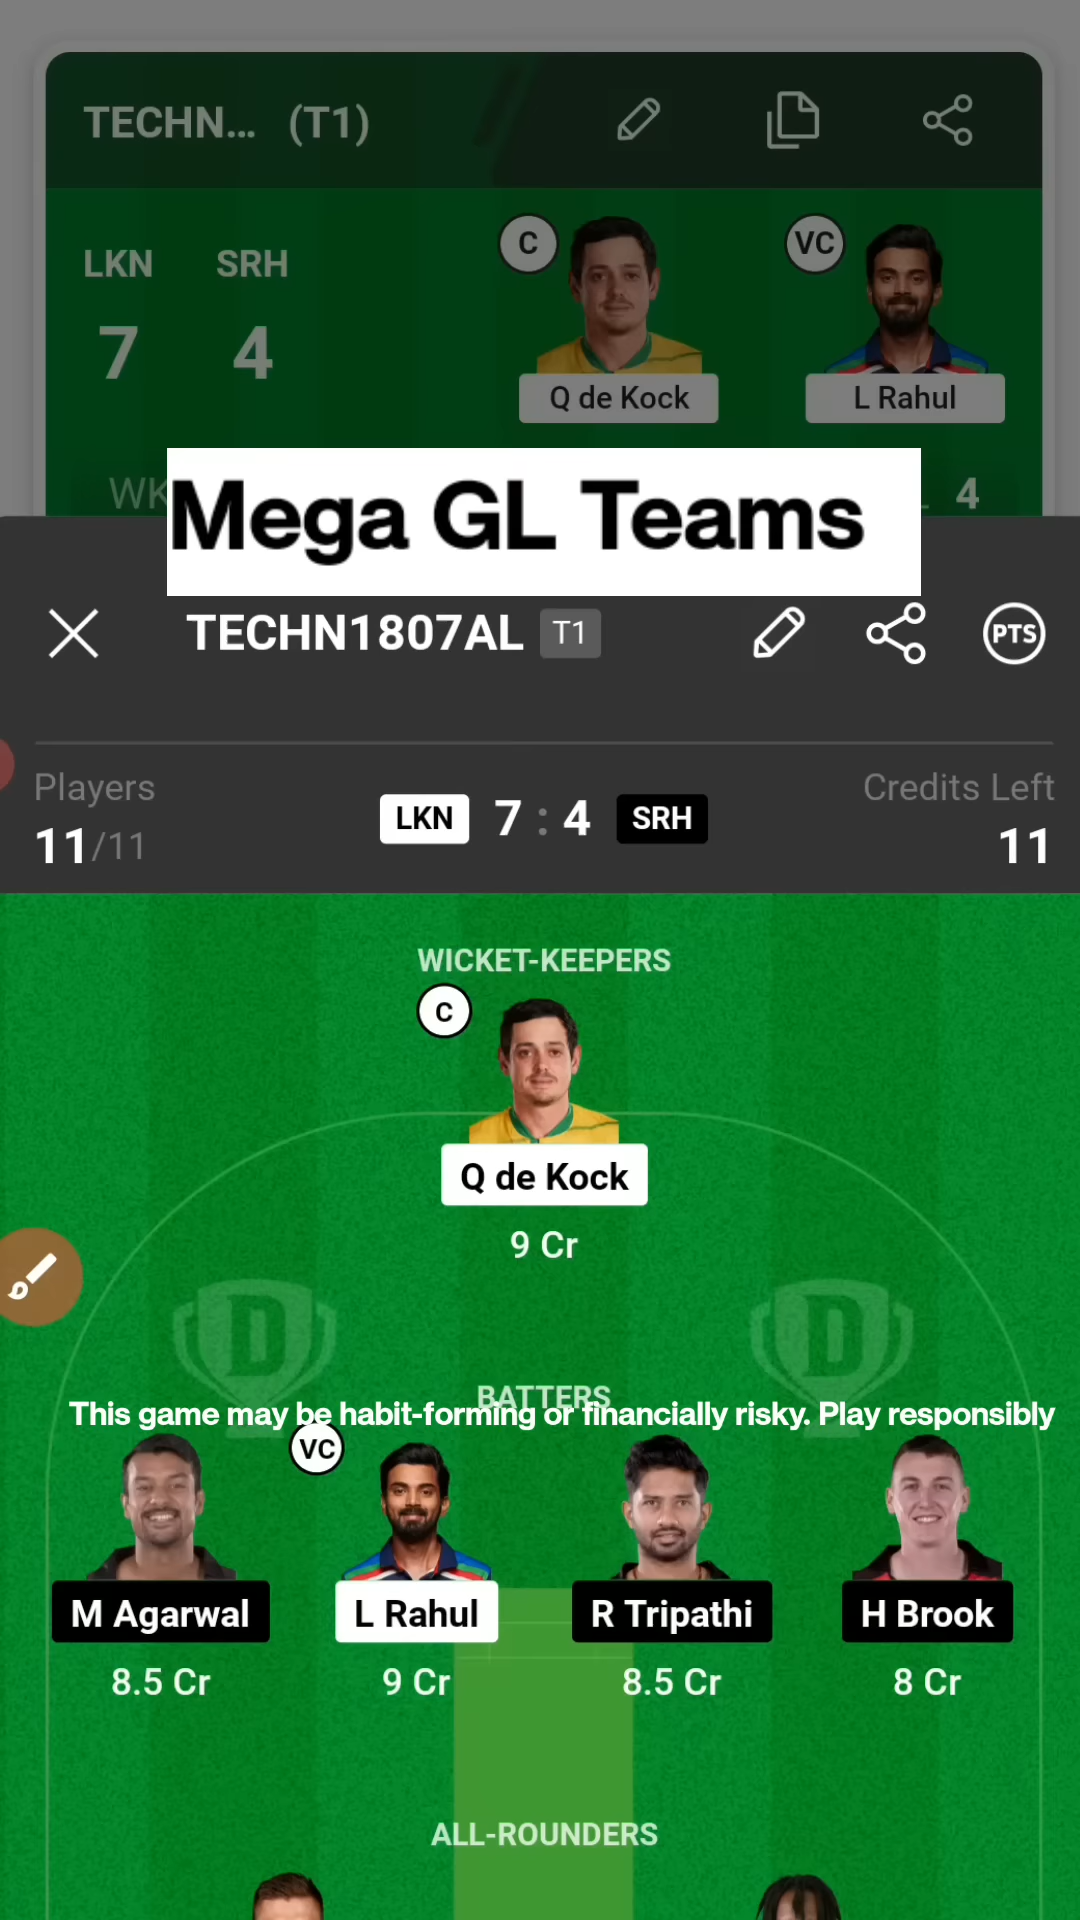 TECHN... (T1)
LKN SRH
C
VC
7 4
Q de Kock
L Rahul
WK
4
Mega GL Teams
TECHN1807AL T1
PTS
Players
Credits Left
11/11
LKN 7 : 4 SRH
11
WICKET-KEEPERS
C
Q de Kock
9 Cr
D D
BATTERS
This game may be habit-forming or financially risky. Play responsibly
VC
M Agarwal L Rahul R Tripathi H Brook
8.5 Cr 9 Cr 8.5 Cr 8 Cr
ALL-ROUNDERS